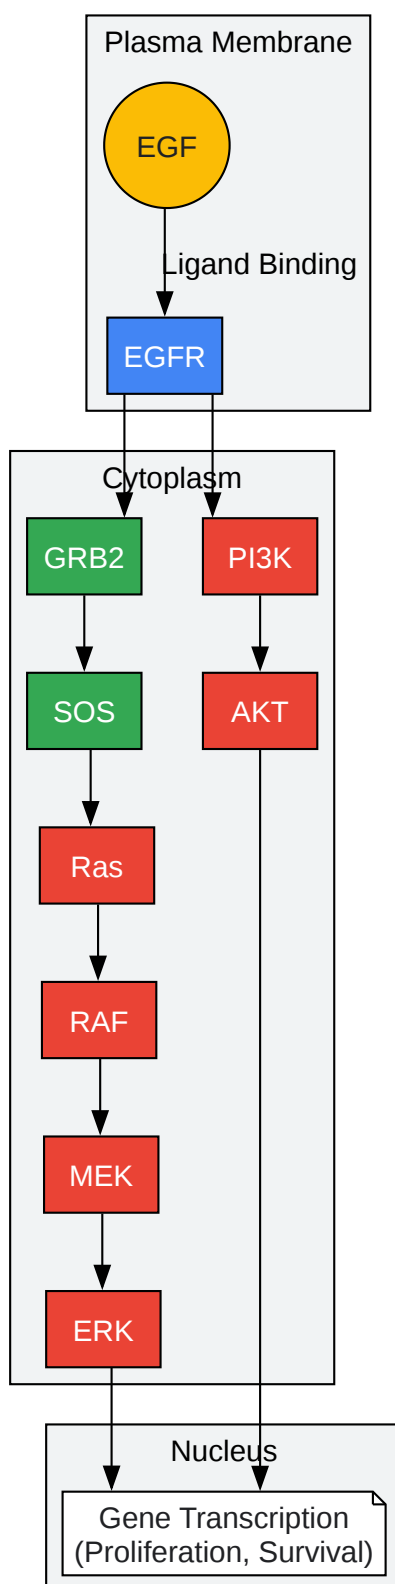 Plasma Membrane
EGF
Ligand Binding
EGFR
Cytoplasm
GRB2
PI3K
SOS
AKT
Ras
RAF
MEK
ERK
Nucleus
Gene Transcription
(Proliferation, Survival)